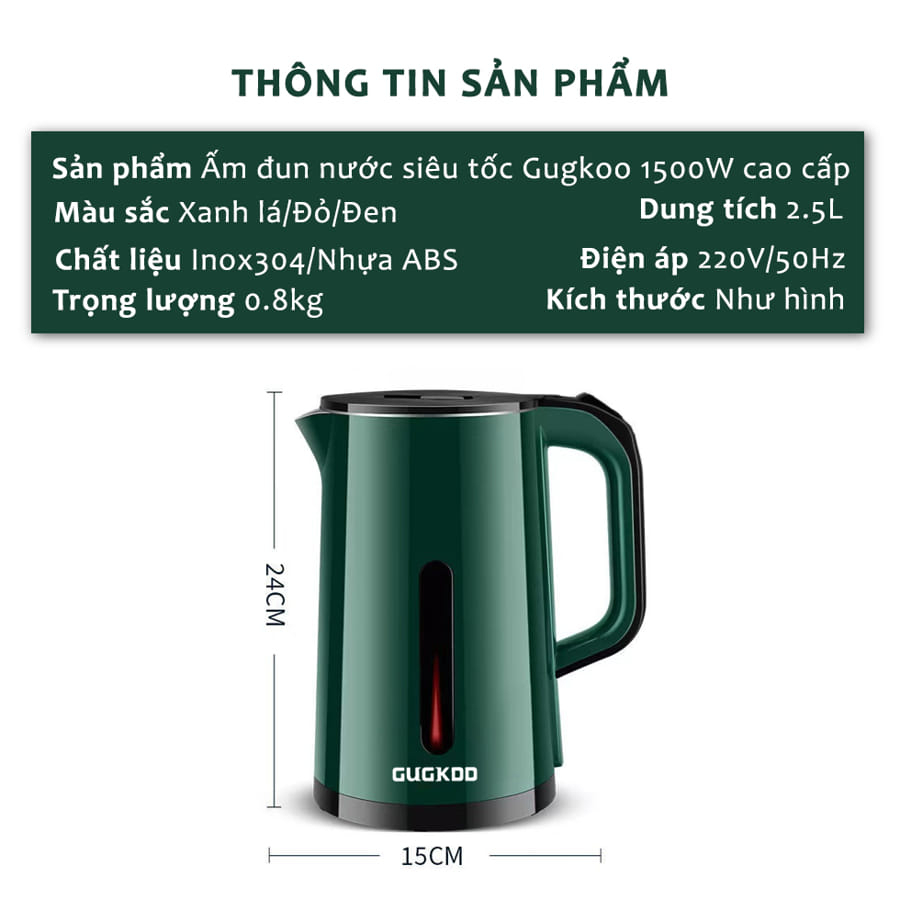 THÔNG TIN SẢN PHẨM
Sản phẩm Ấm đun nước siêu tốc Gugkoo 1500W cao cấp
Màu sắc Xanh lá/Đỏ/Đen
Dung tích 2.5L
Chất liệu Inox304/Nhựa ABS
Điện áp 220V/50Hz
Trọng lượng 0.8kg
Kích thước Như hình
24CM
GUGKOO
15CM